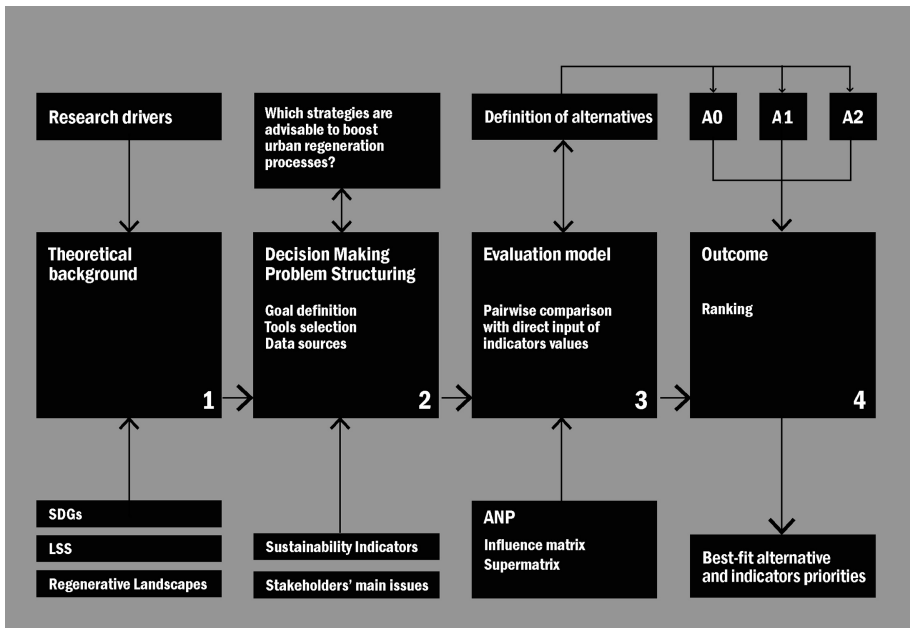 Research drivers
Which strategies are
advisable to boost
urban regeneration
processes?
Definition of alternatives
A0
A1
A2
Theoretical
background
1
Decision Making
Problem Structuring
Goal definition
Tools selection
Data sources
2
Evaluation model
Pairwise comparison
with direct input of
indicators values
3
Outcome
Ranking
4
SDGs
LSS
Regenerative Landscapes
Sustainability Indicators
Stakeholders’ main issues
ANP
Influence matrix
Supermatrix
Best-fit alternative
and indicators priorities